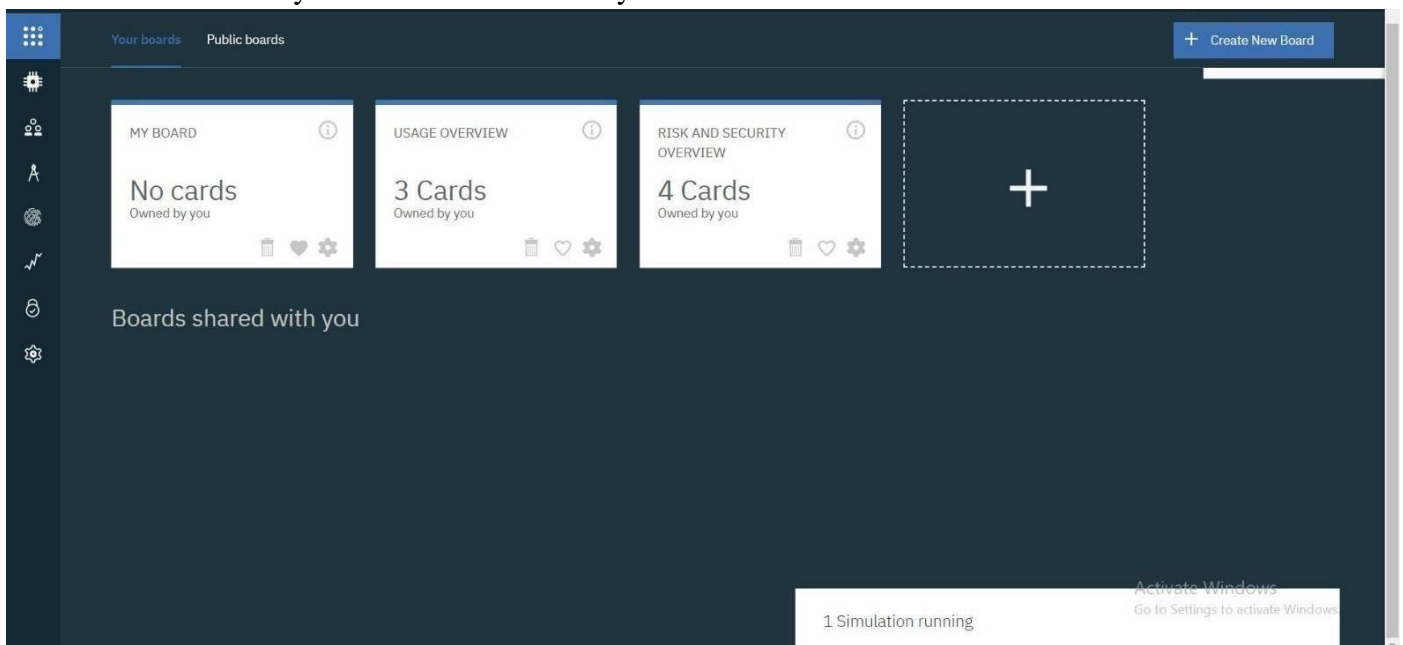 Your boards
Public boards
+ Create New Board
MY BOARD
No cards
Owned by you
USAGE OVERVIEW
3 Cards
Owned by you
RISK AND SECURITY
OVERVIEW
4 Cards
Owned by you
Boards shared with you
1 Simulation running
Activate Windows
Go to Settings to activate Windows.